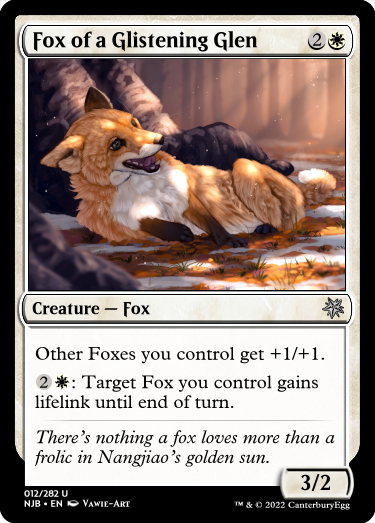 Fox of a Glistening Glen 2
Creature — Fox
Other Foxes you control get +1/+1.
2 : Target Fox you control gains
lifelink until end of turn.
There's nothing a fox loves more than a
frolic in Nangjiao's golden sun.
3/2
012/282 U
NJB • EN Vawie-Art
™ & © 2022 CanterburyEgg